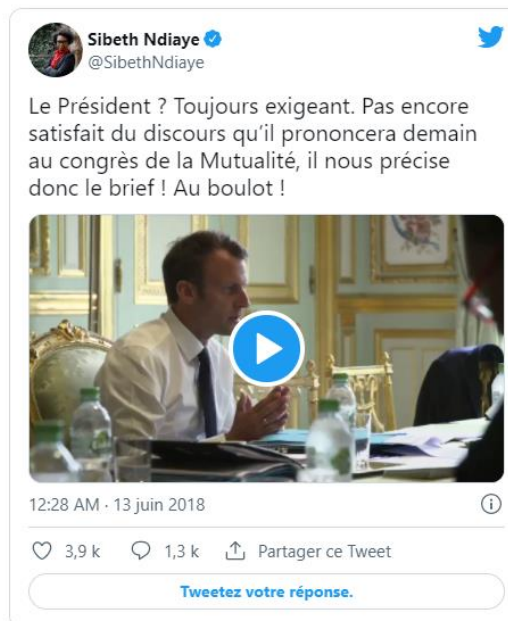 Sibeth Ndiaye
@SibethNdiaye
Le Président ? Toujours exigeant. Pas encore
satisfait du discours qu'il prononcera demain
au congrès de la Mutualité, il nous précise
donc le brief ! Au boulot !
12:28 AM · 13 juin 2018
3,9 k 1,3 k Partager ce Tweet
Tweetez votre réponse.